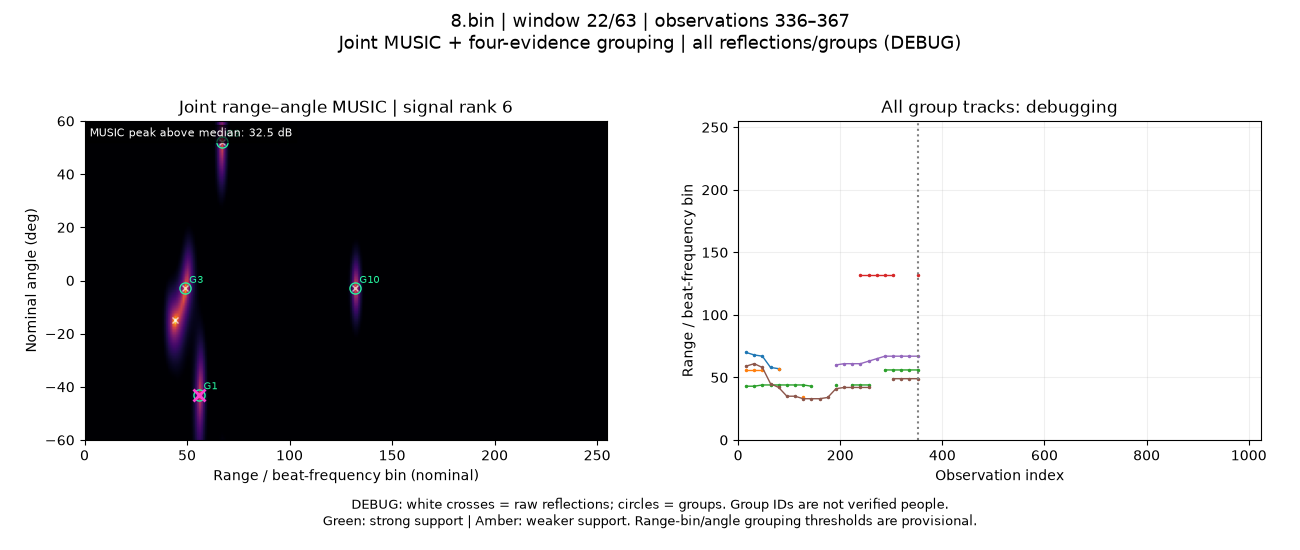 8.bin | window 22/63 | observations 336–367
Joint MUSIC + four-evidence grouping | all reflections/groups (DEBUG)
Joint range–angle MUSIC | signal rank 6
MUSIC peak above median: 32.5 dB
60
40
20
0
−20
−40
−60
Nominal angle (deg)
G3
G10
G1
0
50
100
150
200
250
Range / beat-frequency bin (nominal)
All group tracks: debugging
250
200
150
100
50
0
Range / beat-frequency bin
0
200
400
600
800
1000
Observation index
DEBUG: white crosses = raw reflections; circles = groups. Group IDs are not verified people.
Green: strong support | Amber: weaker support. Range-bin/angle grouping thresholds are provisional.